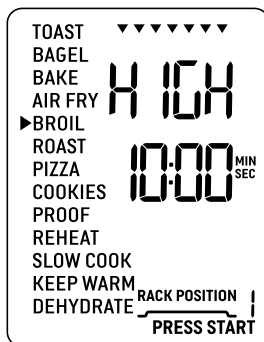 TOAST
BAGEL
BAKE
AIR FRY
HIGH
BROIL
ROAST
PIZZA
10:00 MIN SEC
COOKIES
PROOF
REHEAT
SLOW COOK
KEEP WARM
DEHYDRATE
RACK POSITION 1
PRESS START